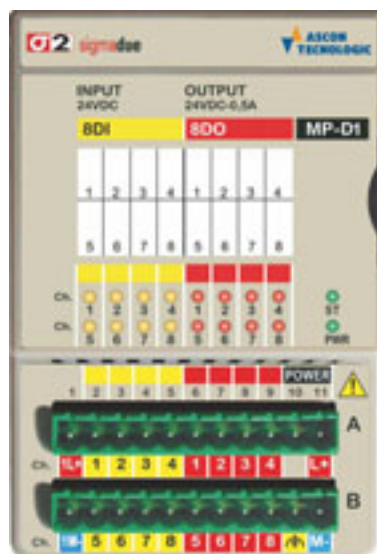 σ2 sigmadue ASCON TECNOLOGIC
INPUT OUTPUT
24VDC 24VDC-0,5A
8DI 8DO MP-D1
1 2 3 4 1 2 3 4
5 6 7 8 5 6 7 8
Ch. 1 2 3 4 1 2 3 4 ST
Ch. 5 6 7 8 5 6 7 8 PWR
POWER
1 2 3 4 5 6 7 8 9 10 11
A
Ch. 1L+ 1 2 3 4 1 2 3 4 L+
B
Ch. 1M- 5 6 7 8 5 6 7 8 M-